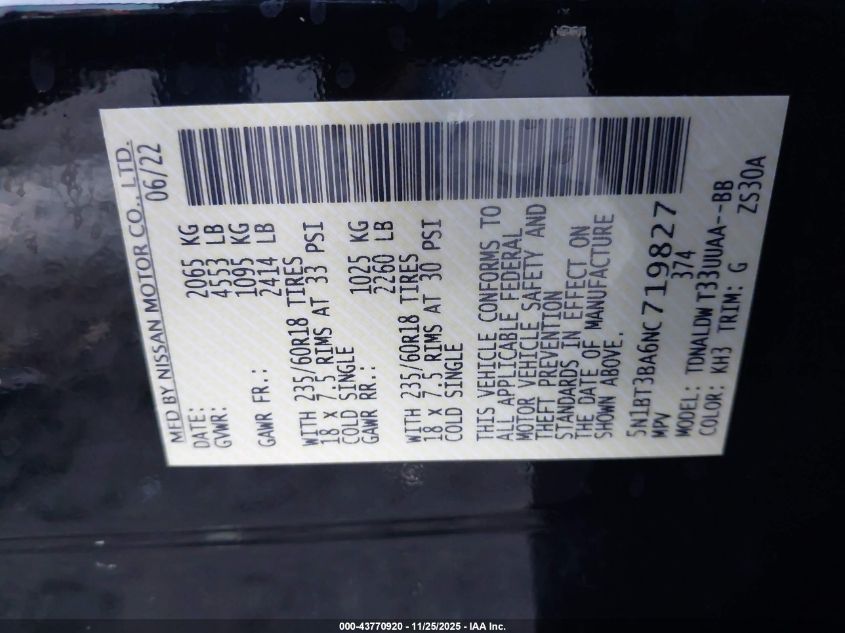 MFD BY NISSAN MOTOR CO., LTD.
DATE: 06/22
GVWR: 2065 KG
4553 LB
GAWR FR.: 1095 KG
2414 LB
WITH 235/60R18 TIRES
18 X 7.5 RIMS AT 33 PSI
COLD SINGLE
GAWR RR.: 1025 KG
2260 LB
WITH 235/60R18 TIRES
18 X 7.5 RIMS AT 30 PSI
COLD SINGLE
THIS VEHICLE CONFORMS TO
ALL APPLICABLE FEDERAL
MOTOR VEHICLE SAFETY AND
THEFT PREVENTION
STANDARDS IN EFFECT ON
THE DATE OF MANUFACTURE
SHOWN ABOVE.
5N1BT3BA6NC719827
MPV 374
MODEL: TDNALDWT33UUAA--BB
COLOR: KH3 TRIM: G ZS30A
000-43770920 - 11/25/2025 - IAA Inc.